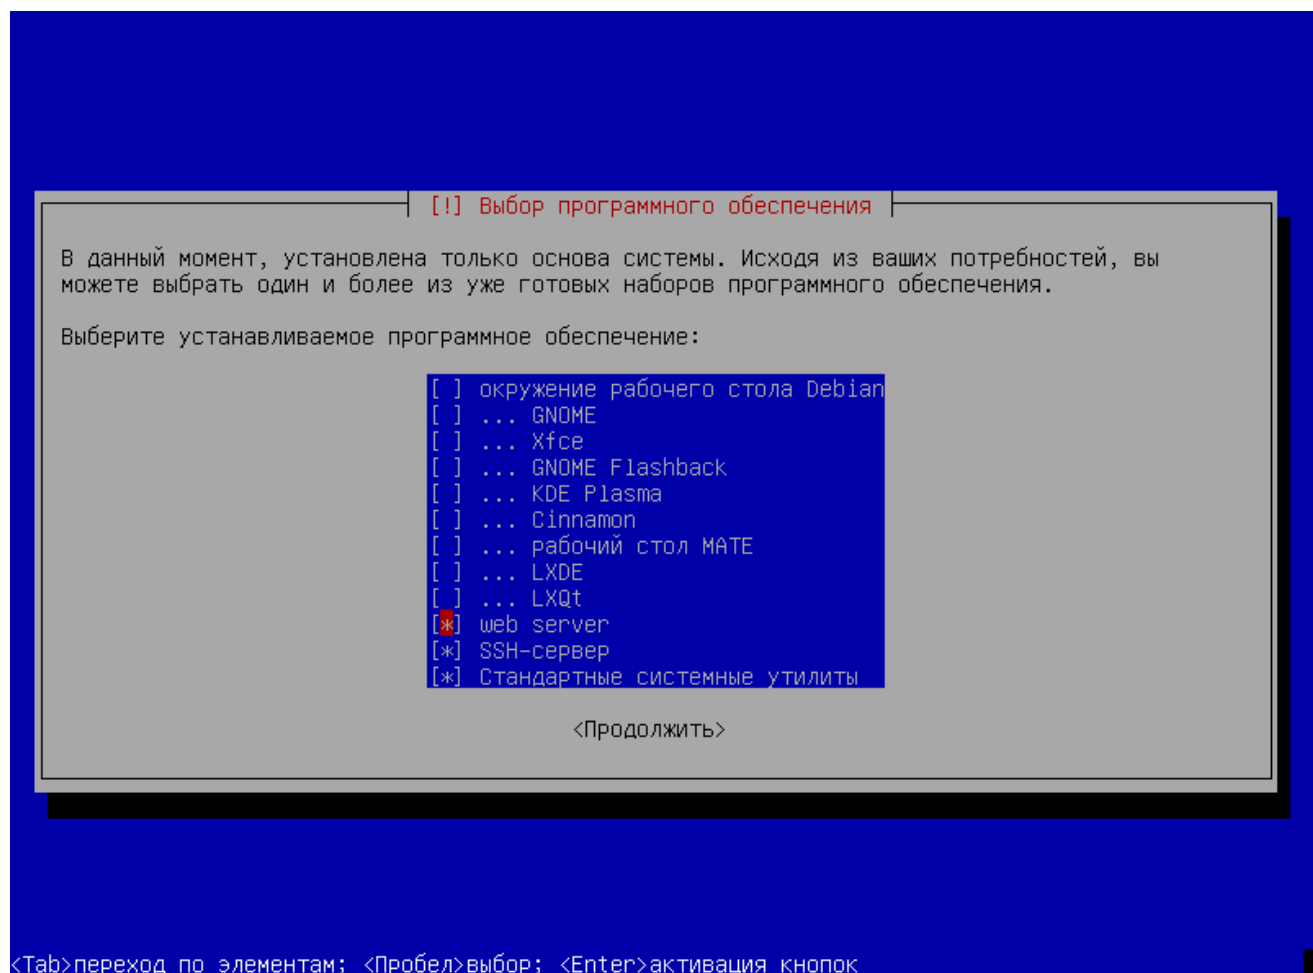 [!] Выбор программного обеспечения
В данный момент, установлена только основа системы. Исходя из ваших потребностей, вы
можете выбрать один и более из уже готовых наборов программного обеспечения.
Выберите устанавливаемое программное обеспечение:
[ ] окружение рабочего стола Debian
[ ] ... GNOME
[ ] ... Xfce
[ ] ... GNOME Flashback
[ ] ... KDE Plasma
[ ] ... Cinnamon
[ ] ... рабочий стол MATE
[ ] ... LXDE
[ ] ... LXQt
[*] web server
[*] SSH-сервер
[*] Стандартные системные утилиты
<Продолжить>
<Tab>переход по элементам; <Пробел>выбор; <Enter>активация кнопок